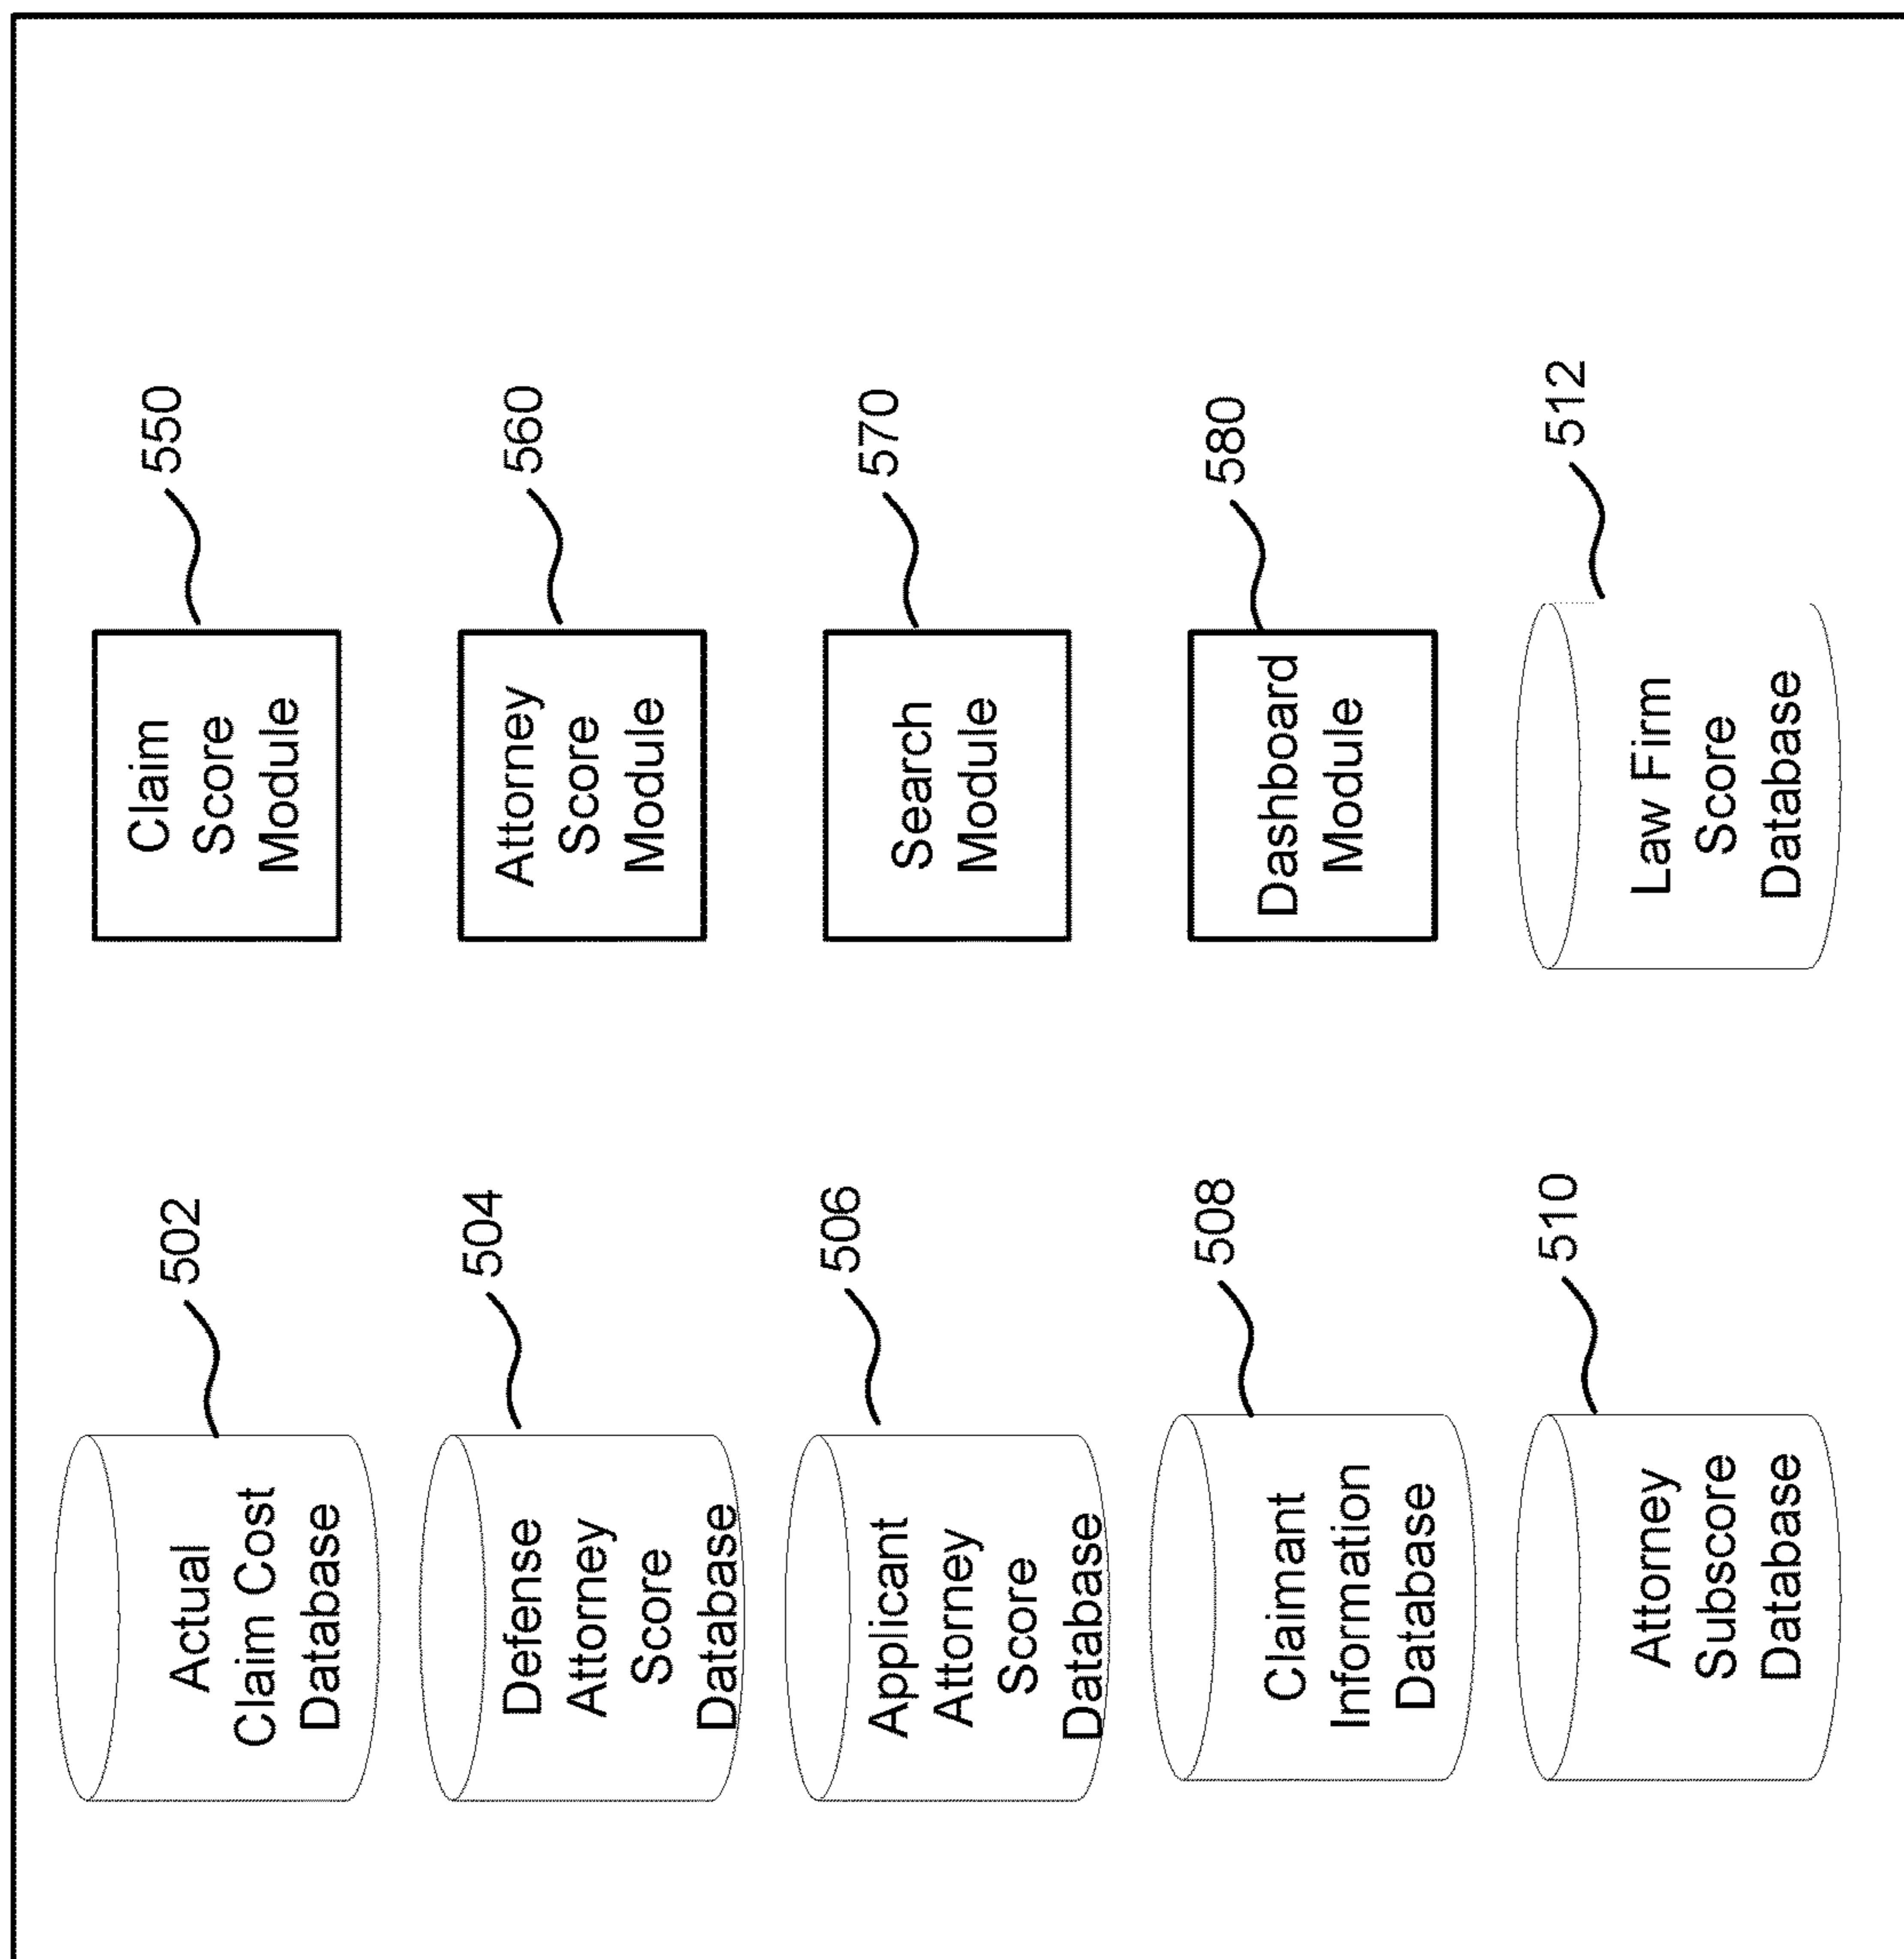 502
Actual
Claim Cost
Database
504
Defense
Attorney
Score
Database
506
Applicant
Attorney
Score
Database
508
Claimant
Information
Database
510
Attorney
Subscore
Database
550
Claim
Score
Module
560
Attorney
Score
Module
570
Search
Module
580
Dashboard
Module
512
Law Firm
Score
Database